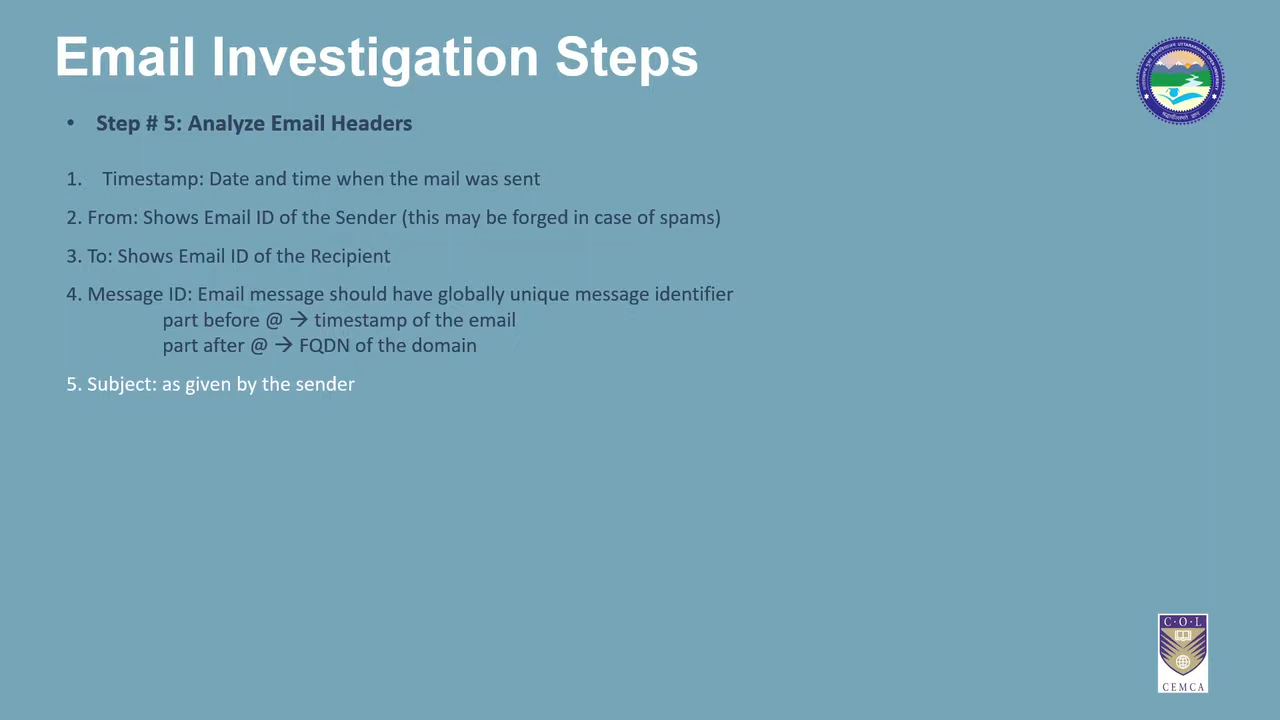 Email Investigation Steps
• Step # 5: Analyze Email Headers
1. Timestamp: Date and time when the mail was sent
2. From: Shows Email ID of the Sender (this may be forged in case of spams)
3. To: Shows Email ID of the Recipient
4. Message ID: Email message should have globally unique message identifier
part before @ → timestamp of the email
part after @ → FQDN of the domain
5. Subject: as given by the sender
C·O·L
CEMCA